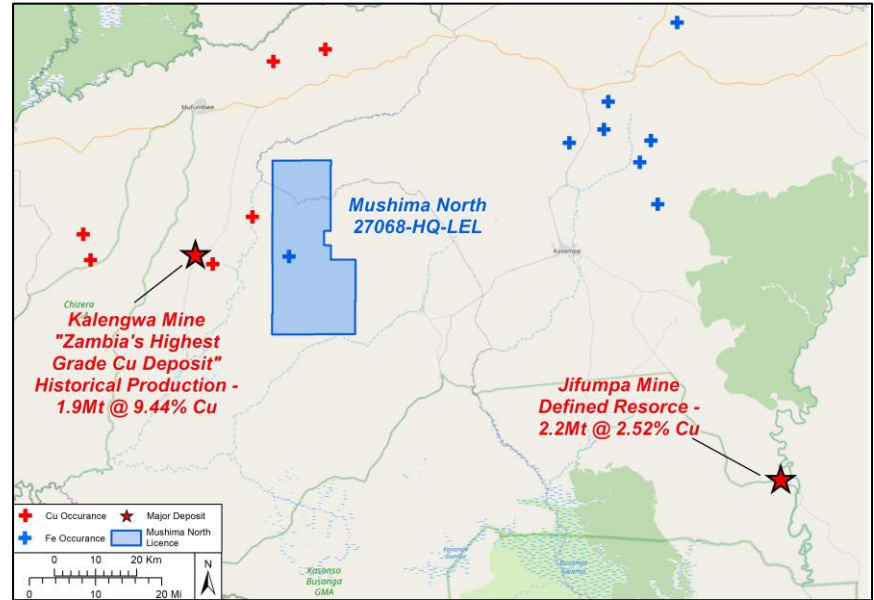 Mufumbwe
Mushima North
27068-HQ-LEL
Kasempa
Chizera
Kalengwa Mine
"Zambia's Highest
Grade Cu Deposit"
Historical Production -
1.9Mt @ 9.44% Cu
Jifumpa Mine
Defined Resorce -
2.2Mt @ 2.52% Cu
Cu Occurance
Major Deposit
Fe Occurance
Mushima North
Licence
0 10 20 Km
0 10 20 Mi
N
Kasonso
Busanga
GMA
Busanga
Swamp